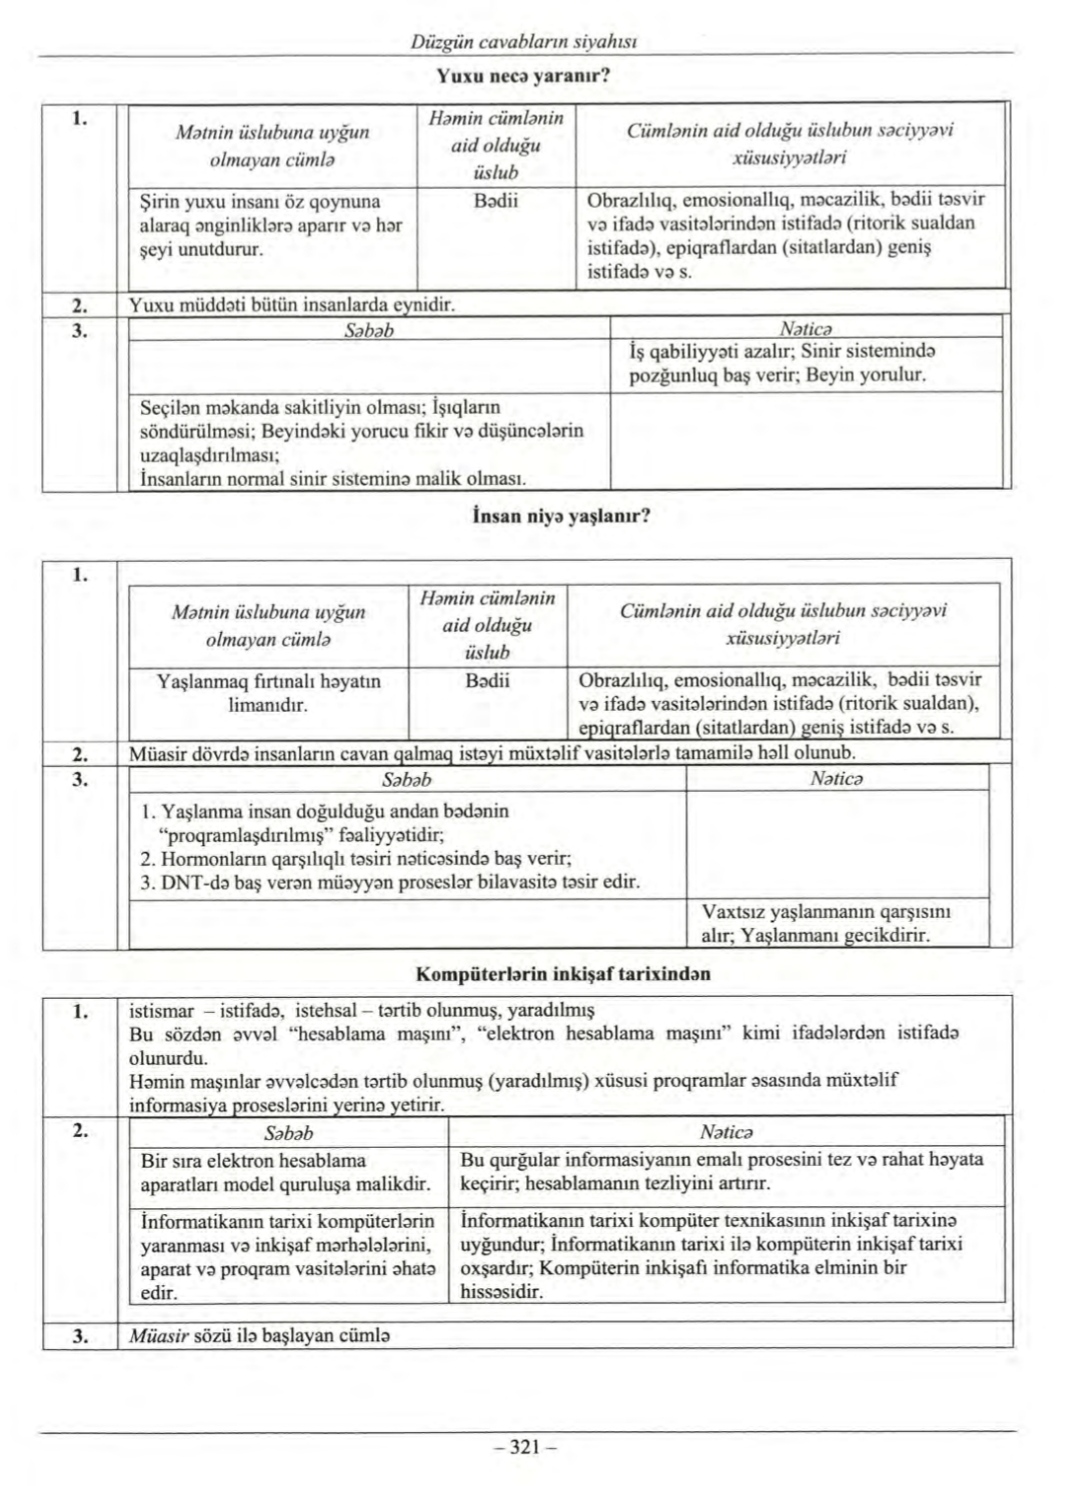 Düzgün cavabların siyahısı
Yuxu necə yaranır?
1.
Mətnin üslubuna uyğun
olmayan cümlə
Həmin cümlənin
aid olduğu
üslub
Cümlənin aid olduğu üslubun səciyyəvi
xüsusiyyətləri
Şirin yuxu insanı öz qoynuna
alaraq ənginliklərə aparır və hər
şeyi unutdurur.
Bədii
Obrazlılıq, emosionallıq, məcazilik, bədii təsvir
və ifadə vasitələrindən istifadə (ritorik sualdan
istifadə), epiqraflardan (sitatlardan) geniş
istifadə və s.
2.
Yuxu müddəti bütün insanlarda eynidir.
3.
Səbəb
Nəticə
İş qabiliyyəti azalır; Sinir sistemində
pozğunluq baş verir; Beyin yorulur.
Seçilən məkanda sakitliyin olması; İşıqların
söndürülməsi; Beyindəki yorucu fikir və düşüncələrin
uzaqlaşdırılması;
İnsanların normal sinir sisteminə malik olması.
İnsan niyə yaşlanır?
1.
Mətnin üslubuna uyğun
olmayan cümlə
Həmin cümlənin
aid olduğu
üslub
Cümlənin aid olduğu üslubun səciyyəvi
xüsusiyyətləri
Yaşlanmaq fırtınalı həyatın
limanıdır.
Bədii
Obrazlılıq, emosionallıq, məcazilik, bədii təsvir
və ifadə vasitələrindən istifadə (ritorik sualdan),
epiqraflardan (sitatlardan) geniş istifadə və s.
2.
Müasir dövrdə insanların cavan qalmaq istəyi müxtəlif vasitələrlə tamamilə həll olunub.
3.
Səbəb
Nəticə
1. Yaşlanma insan doğulduğu andan bədənin
“proqramlaşdırılmış” fəaliyyətidir;
2. Hormonların qarşılıqlı təsiri nəticəsində baş verir;
3. DNT-də baş verən müəyyən proseslər bilavasitə təsir edir.
Vaxtsız yaşlanmanın qarşısını
alır; Yaşlanmanı gecikdirir.
Kompüterlərin inkişaf tarixindən
1.
istismar – istifadə, istehsal – tərtib olunmuş, yaradılmış
Bu sözdən əvvəl “hesablama maşını”, “elektron hesablama maşını” kimi ifadələrdən istifadə
olunurdu.
Həmin maşınlar əvvəlcədən tərtib olunmuş (yaradılmış) xüsusi proqramlar əsasında müxtəlif
informasiya proseslərini yerinə yetirir.
2.
Səbəb
Nəticə
Bir sıra elektron hesablama
aparatları model quruluşa malikdir.
Bu qurğular informasiyanın emalı prosesini tez və rahat həyata
keçirir; hesablamanın tezliyini artırır.
İnformatikanın tarixi kompüterlərin
yaranması və inkişaf mərhələlərini,
aparat və proqram vasitələrini əhatə
edir.
İnformatikanın tarixi kompüter texnikasının inkişaf tarixinə
uyğundur; İnformatikanın tarixi ilə kompüterin inkişaf tarixi
oxşardır; Kompüterin inkişafı informatika elminin bir
hissəsidir.
3.
Müasir sözü ilə başlayan cümlə
– 321 –